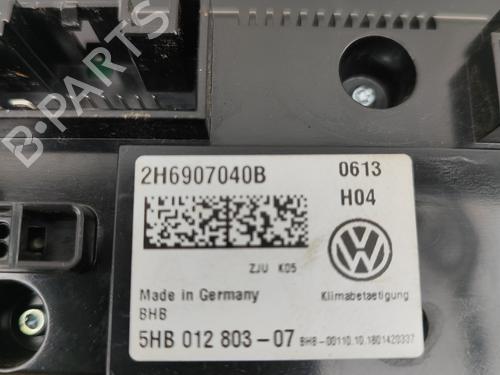 B-PARTS
2H6907040B
0613
H04
ZJU K05
Made in Germany
BHB
Klimabetaetigung
5HB 012 803-07
BHB-00110.10.1801420337